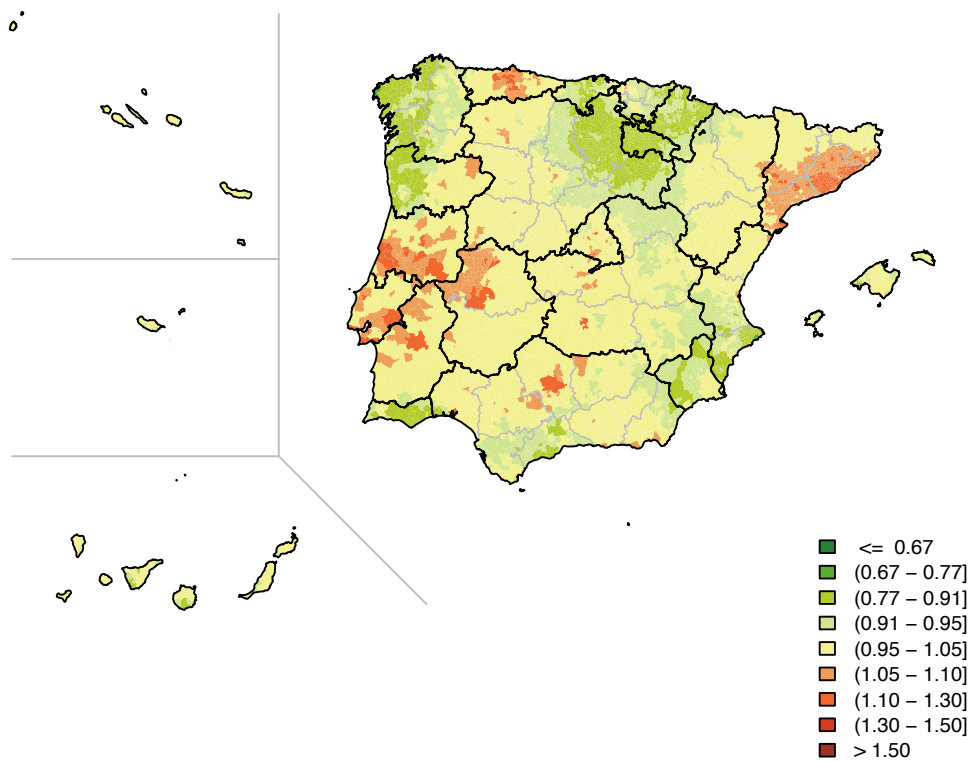 <= 0.67
(0.67 – 0.77]
(0.77 – 0.91]
(0.91 – 0.95]
(0.95 – 1.05]
(1.05 – 1.10]
(1.10 – 1.30]
(1.30 – 1.50]
> 1.50